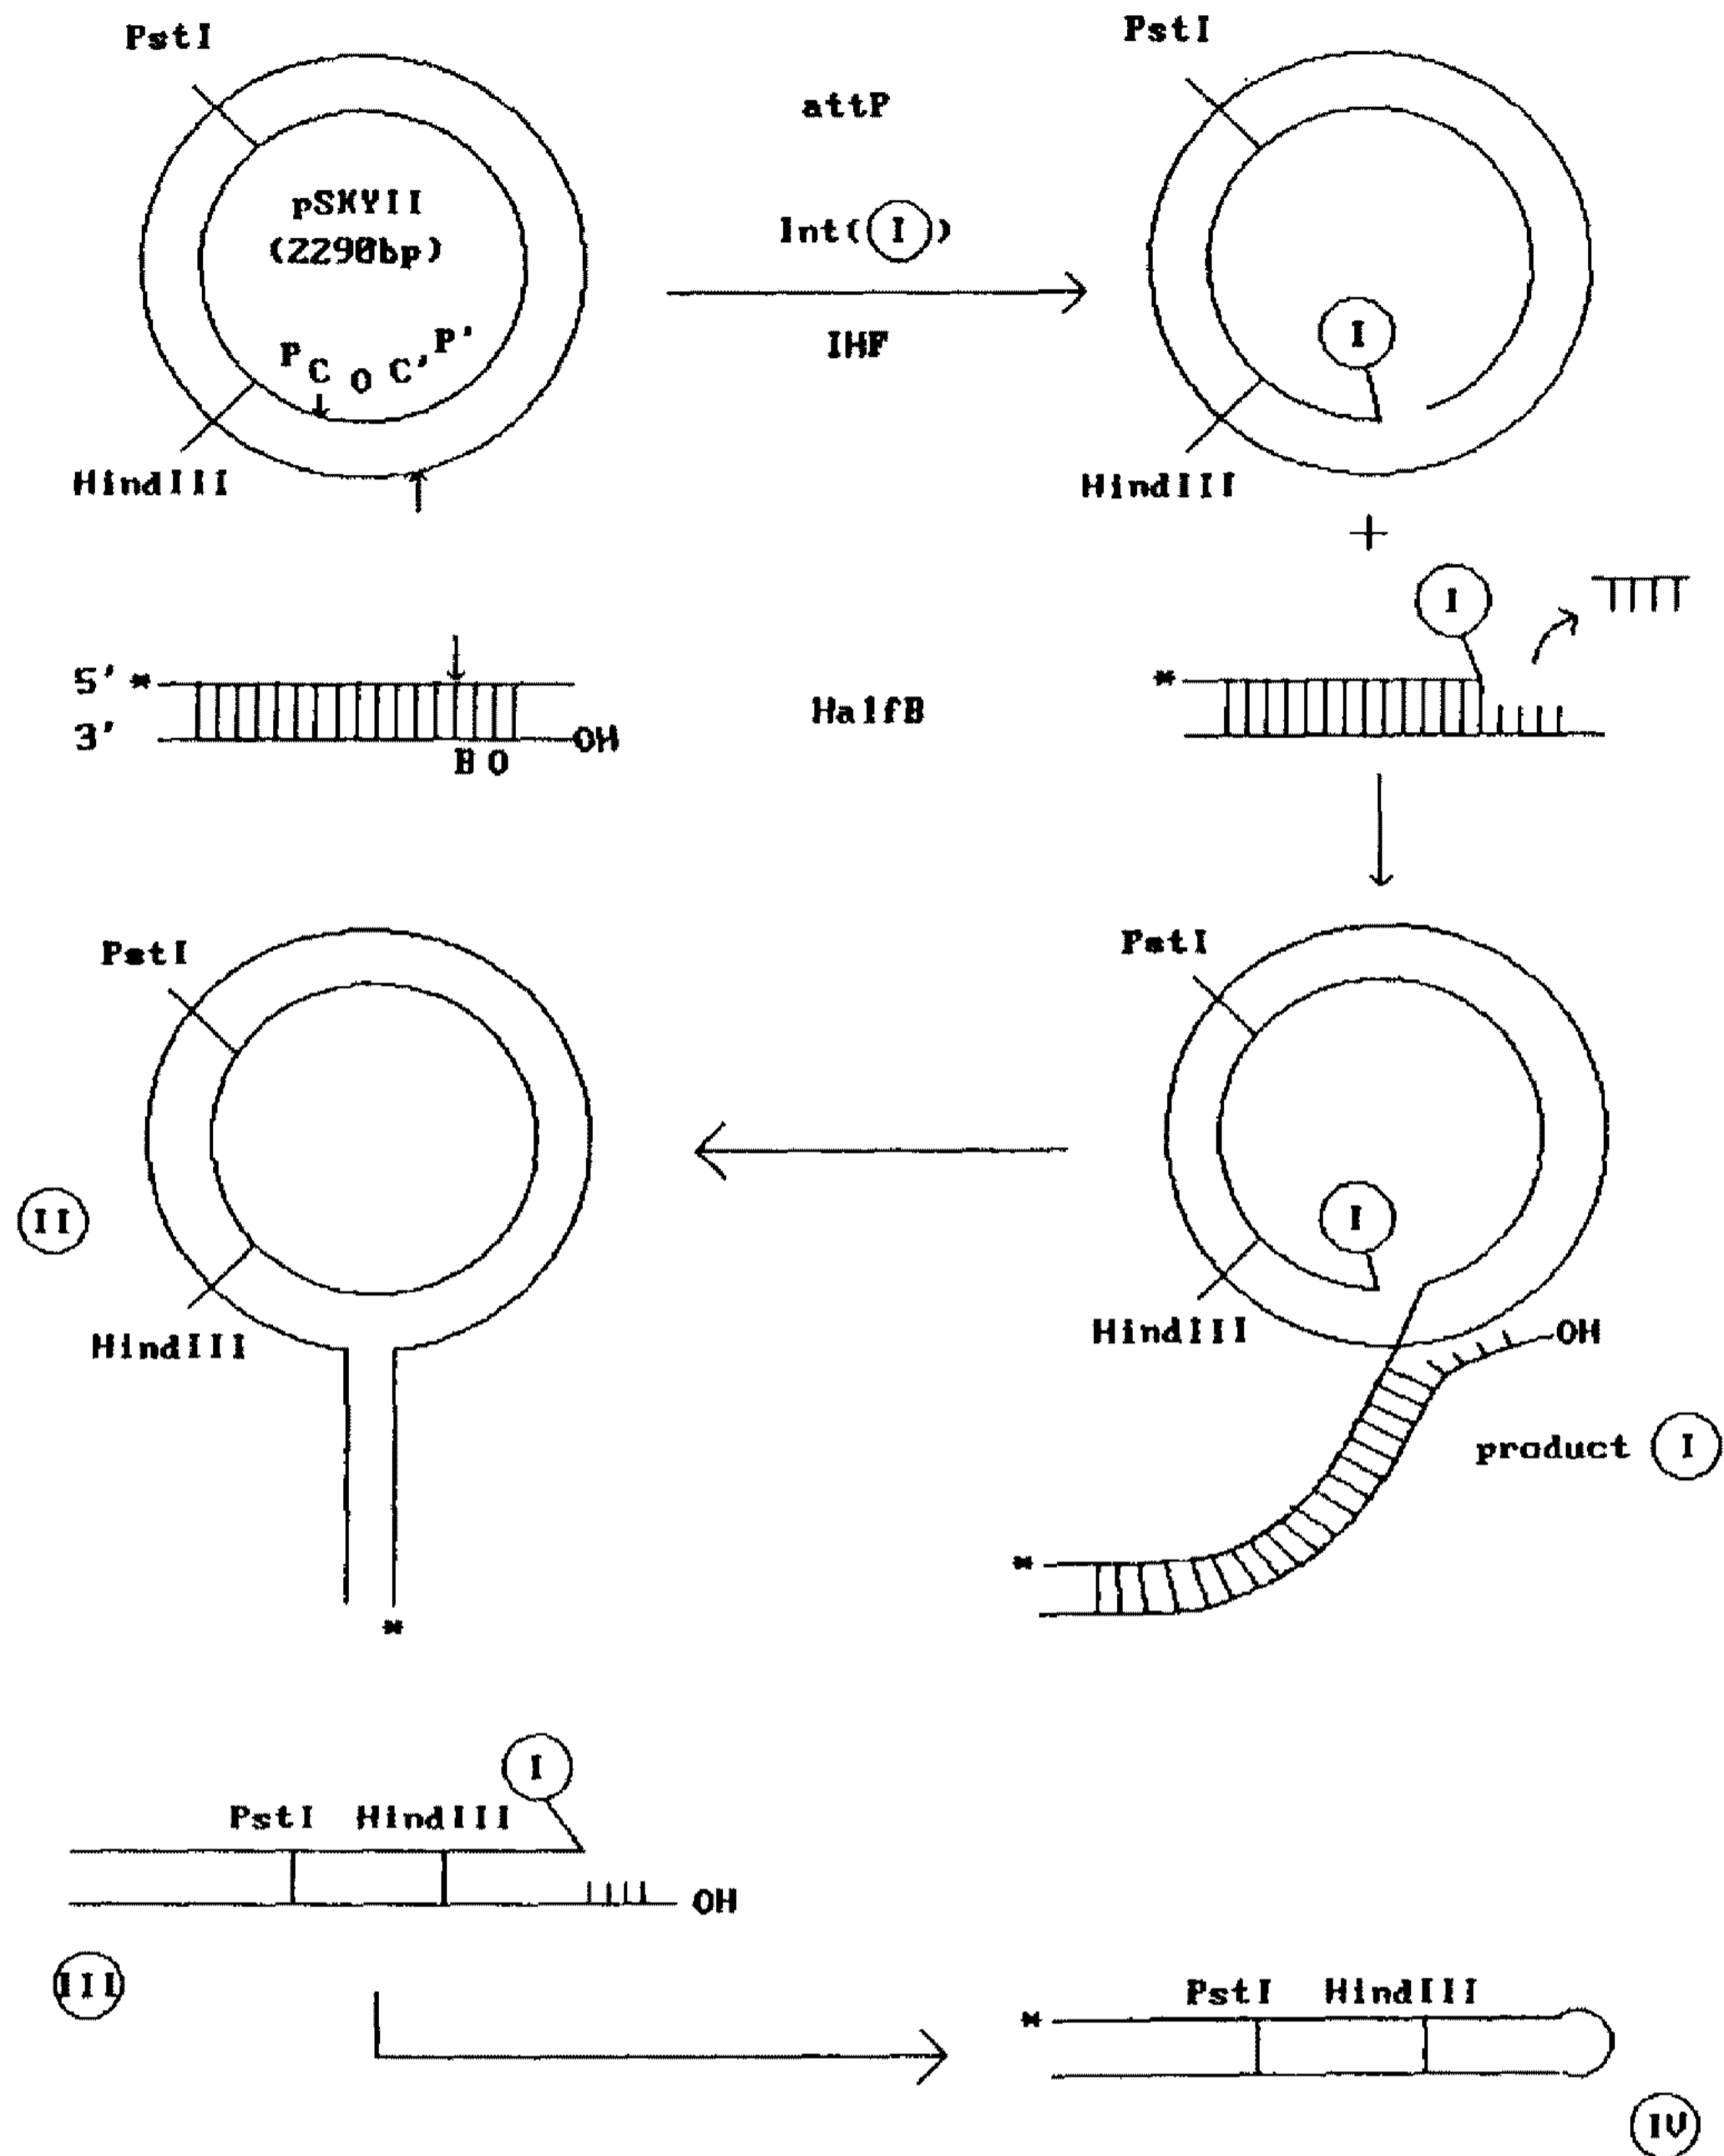 PstI
pSKYII
(2290bp)
P C O C' P'
HindIII
attP
Int(I)
IHF
PstI
I
HindIII
+
5' *
3' OH
B O
HalfB
I
*
PstI
II
HindIII
PstI
I
HindIII
OH
product I
*
*
I
PstI HindIII
OH
III
PstI HindIII
*
IV